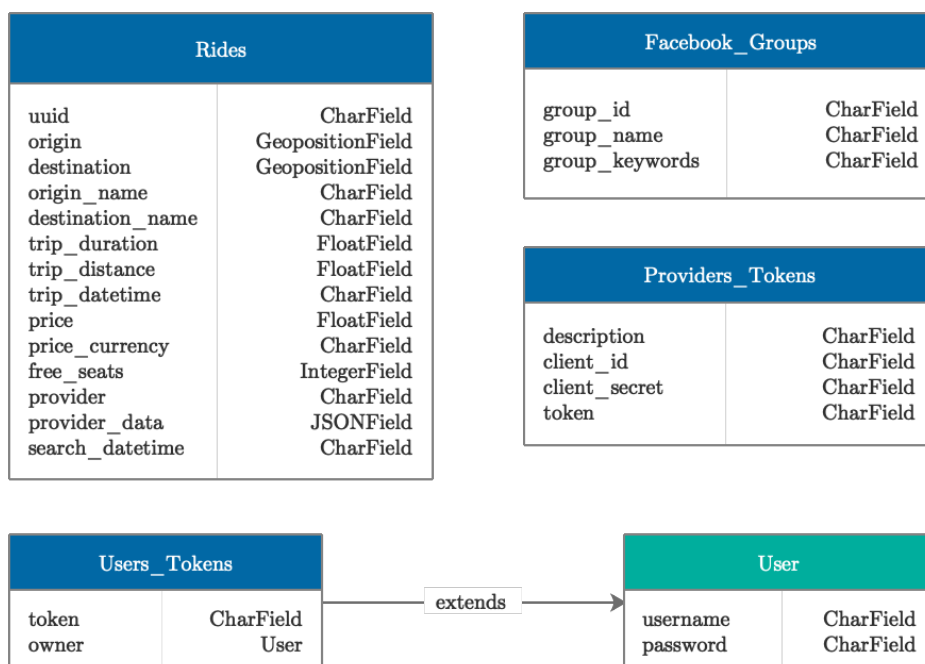 Rides
uuid CharField
origin GeopositionField
destination GeopositionField
origin_name CharField
destination_name CharField
trip_duration FloatField
trip_distance FloatField
trip_datetime CharField
price FloatField
price_currency CharField
free_seats IntegerField
provider CharField
provider_data JSONField
search_datetime CharField
Facebook_Groups
group_id CharField
group_name CharField
group_keywords CharField
Providers_Tokens
description CharField
client_id CharField
client_secret CharField
token CharField
Users_Tokens
token CharField
owner User
extends
User
username CharField
password CharField